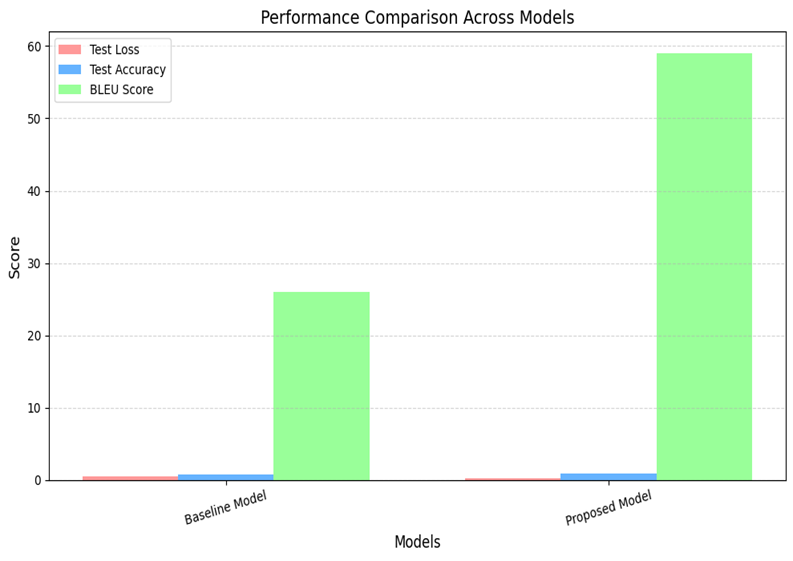 Performance Comparison Across Models
Test Loss
Test Accuracy
BLEU Score
60
50
40
30
20
10
0
Score
Baseline Model
Proposed Model
Models